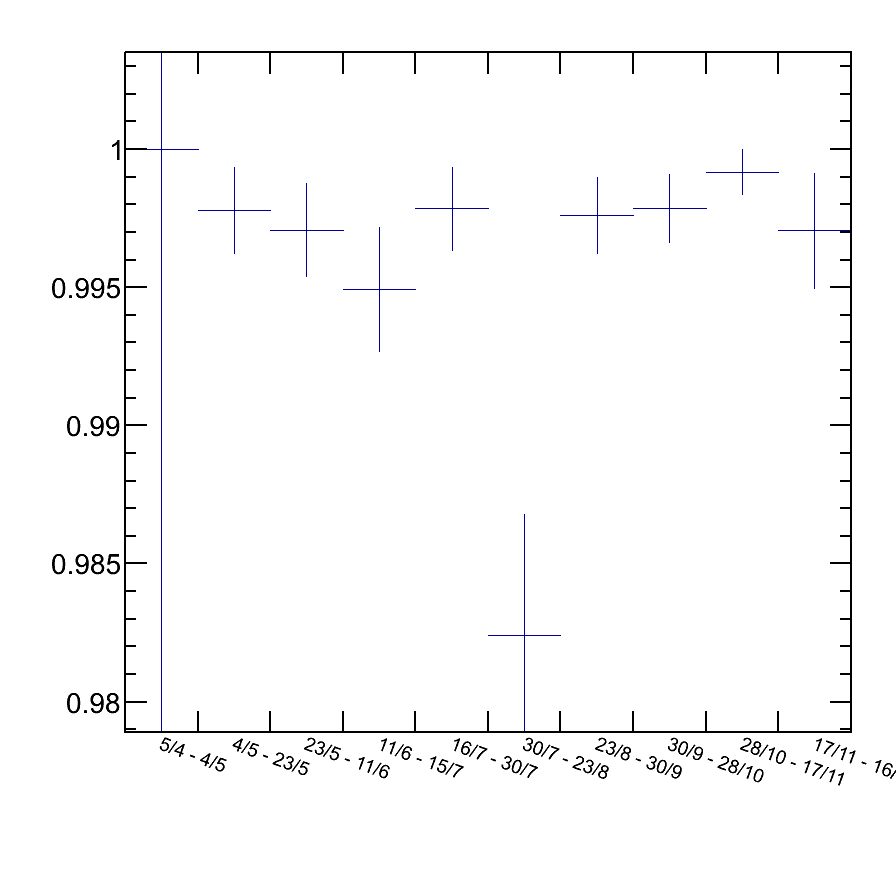 1
0.995
0.99
0.985
0.98
5/4 - 4/5
4/5 - 23/5
23/5 - 11/6
11/6 - 15/7
16/7 - 30/7
30/7 - 23/8
23/8 - 30/9
30/9 - 28/10
28/10 - 17/11
17/11 - 16/